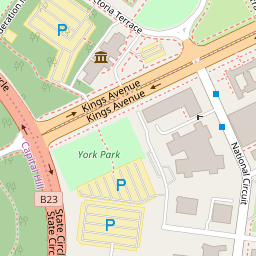 Victoria Terrace
Kings Avenue
Kings Avenue
York Park
P
P
P
B23
State Circle
State Circle
Capital Hill
National Circuit